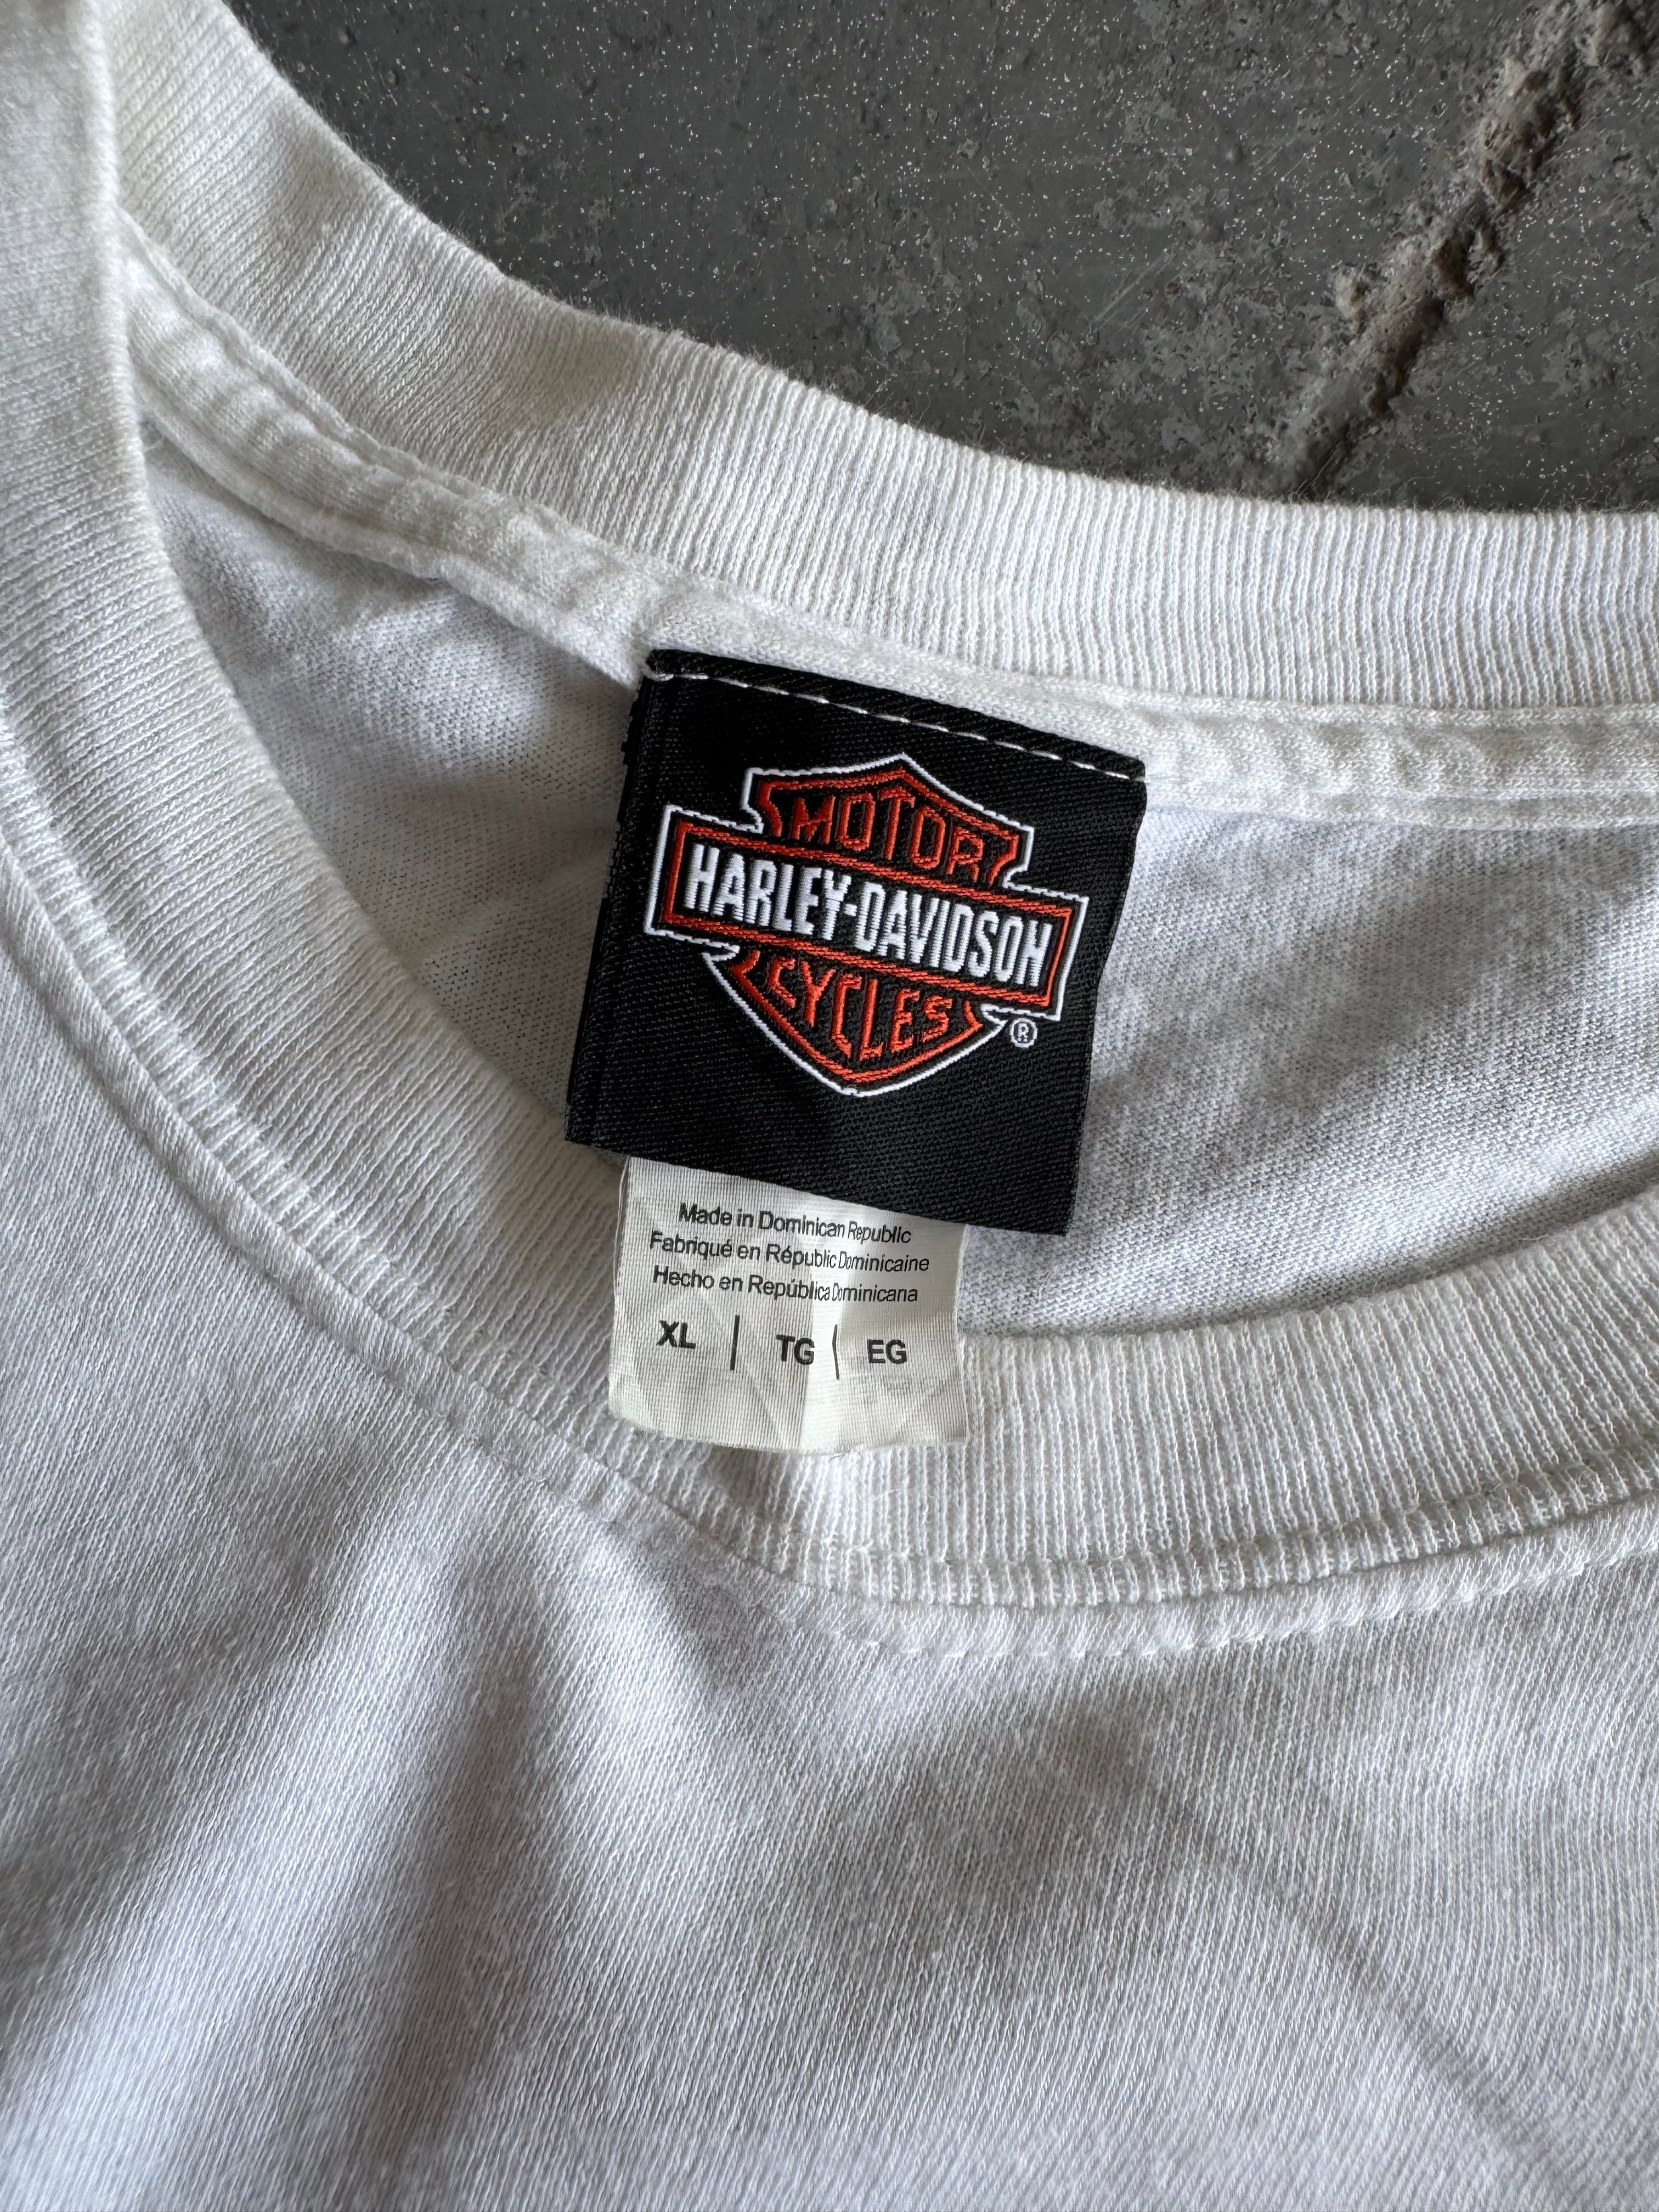 MOTOR
HARLEY-DAVIDSON
CYCLES
®
Made in Dominican Republic
Fabriqué en Républic Dominicaine
Hecho en República Dominicana
XL | TG | EG